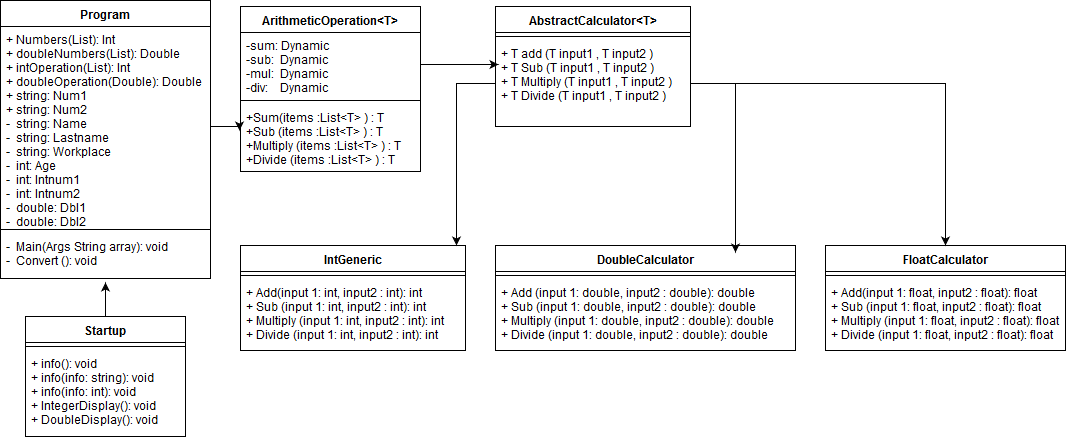 Program
+ Numbers(List): Int
+ doubleNumbers(List): Double
+ intOperation(List): Int
+ doubleOperation(Double): Double
+ string: Num1
+ string: Num2
- string: Name
- string: Lastname
- string: Workplace
- int: Age
- int: Intnum1
- int: Intnum2
- double: Dbl1
- double: Dbl2
- Main(Args String array): void
- Convert (): void
ArithmeticOperation<T>
-sum: Dynamic
-sub: Dynamic
-mul: Dynamic
-div: Dynamic
+Sum(items :List<T> ) : T
+Sub (items :List<T> ) : T
+Multiply (items :List<T> ) : T
+Divide (items :List<T> ) : T
AbstractCalculator<T>
+ T add (T input1 , T input2 )
+ T Sub (T input1 , T input2 )
+ T Multiply (T input1 , T input2 )
+ T Divide (T input1 , T input2 )
IntGeneric
+ Add(input 1: int, input2 : int): int
+ Sub (input 1: int, input2 : int): int
+ Multiply (input 1: int, input2 : int): int
+ Divide (input 1: int, input2 : int): int
DoubleCalculator
+ Add (input 1: double, input2 : double): double
+ Sub (input 1: double, input2 : double): double
+ Multiply (input 1: double, input2 : double): double
+ Divide (input 1: double, input2 : double): double
FloatCalculator
+ Add(input 1: float, input2 : float): float
+ Sub (input 1: float, input2 : float): float
+ Multiply (input 1: float, input2 : float): float
+ Divide (input 1: float, input2 : float): float
Startup
+ info(): void
+ info(info: string): void
+ info(info: int): void
+ IntegerDisplay(): void
+ DoubleDisplay(): void